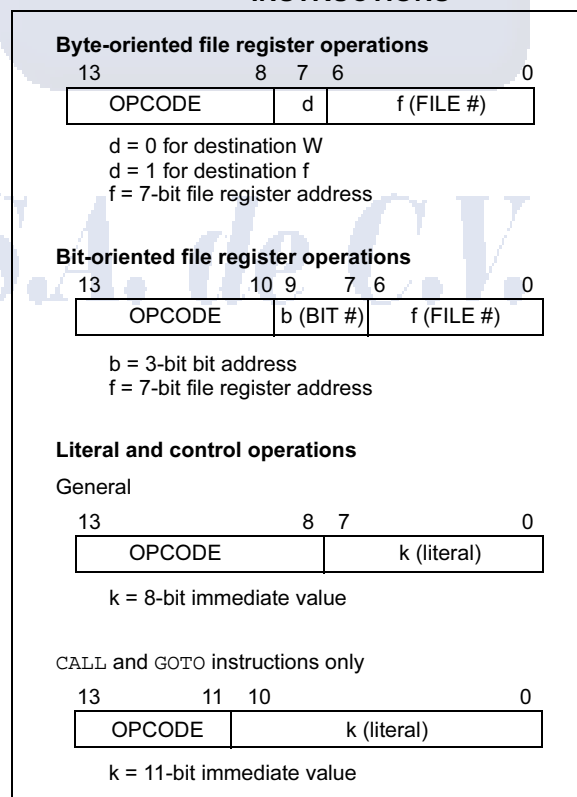 INSTRUCTIONS
Byte-oriented file register operations
13 8 7 6 0
OPCODE d f (FILE #)
d = 0 for destination W
d = 1 for destination f
f = 7-bit file register address
S.A. de C.V.
Bit-oriented file register operations
13 10 9 7 6 0
OPCODE b (BIT #) f (FILE #)
b = 3-bit bit address
f = 7-bit file register address
Literal and control operations
General
13 8 7 0
OPCODE k (literal)
k = 8-bit immediate value
CALL and GOTO instructions only
13 11 10 0
OPCODE k (literal)
k = 11-bit immediate value